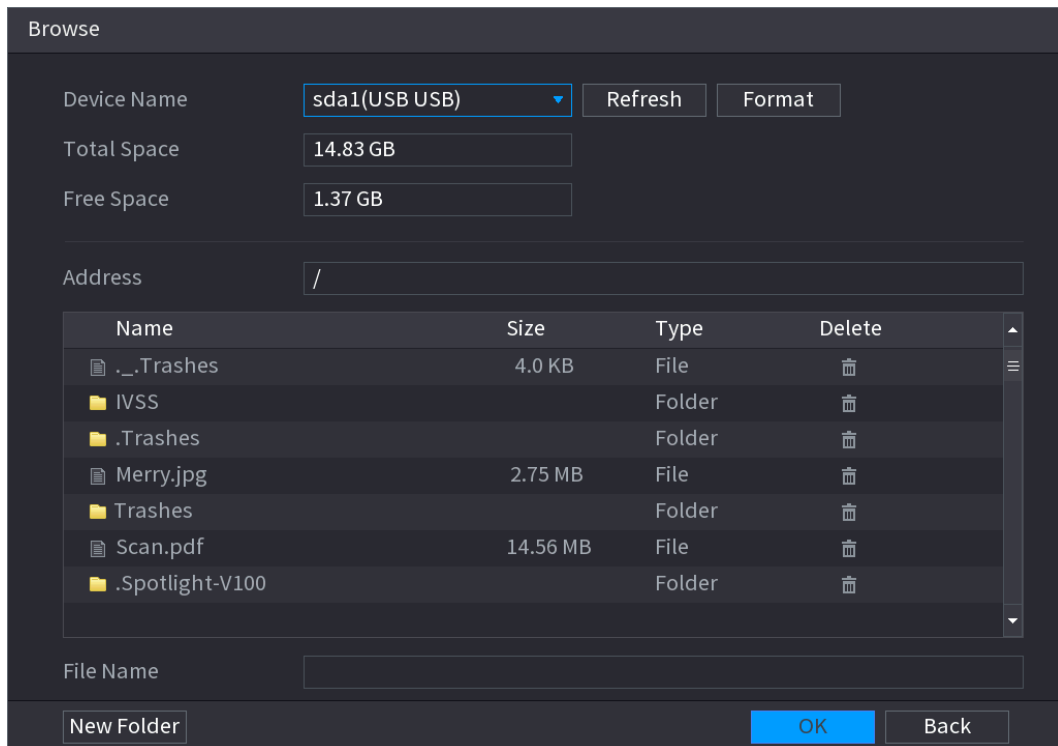 Browse
Device Name sda1(USB USB) Refresh Format
Total Space 14.83 GB
Free Space 1.37 GB
Address /
Name Size Type Delete
._.Trashes 4.0 KB File
IVSS Folder
.Trashes Folder
Merry.jpg 2.75 MB File
Trashes Folder
Scan.pdf 14.56 MB File
.Spotlight-V100 Folder
File Name
New Folder OK Back